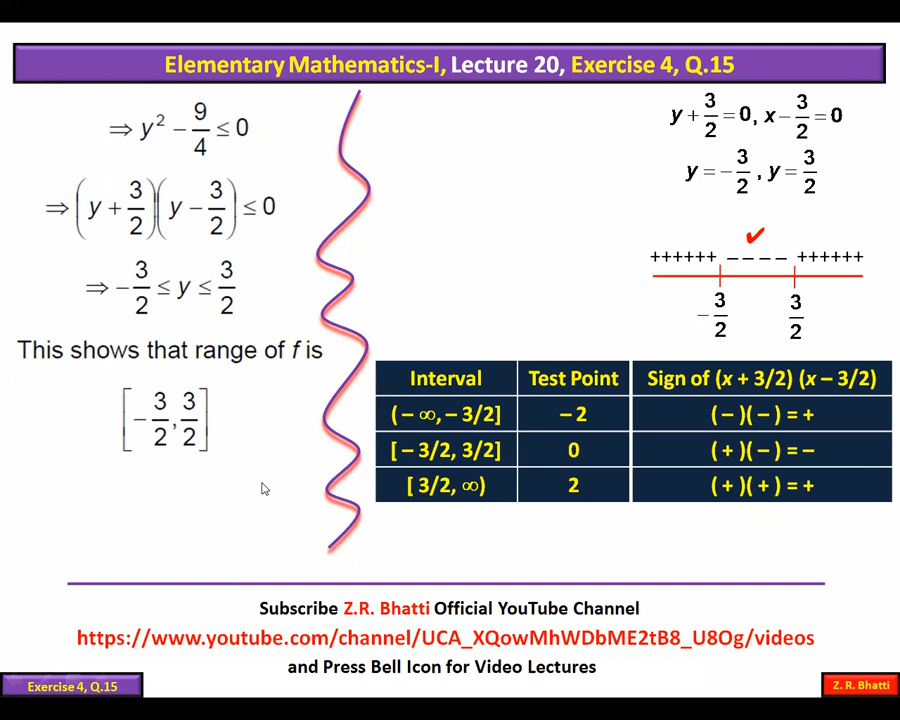 Elementary Mathematics-I, Lecture 20, Exercise 4, Q.15
⇒ y² − 9/4 ≤ 0
⇒ (y + 3/2)(y − 3/2) ≤ 0
⇒ −3/2 ≤ y ≤ 3/2
This shows that range of f is
[−3/2, 3/2]
y + 3/2 = 0, x − 3/2 = 0
y = −3/2 , y = 3/2
✔
++++++ − − − − ++++++
−3/2 3/2
Interval Test Point Sign of (x + 3/2) (x – 3/2)
(– ∞, – 3/2] – 2 ( – )( – ) = +
[ – 3/2, 3/2] 0 ( + )( – ) = –
[ 3/2, ∞) 2 ( + )( + ) = +
Subscribe Z.R. Bhatti Official YouTube Channel
https://www.youtube.com/channel/UCA_XQowMhWDbME2tB8_U8Og/videos
and Press Bell Icon for Video Lectures
Exercise 4, Q.15
Z. R. Bhatti